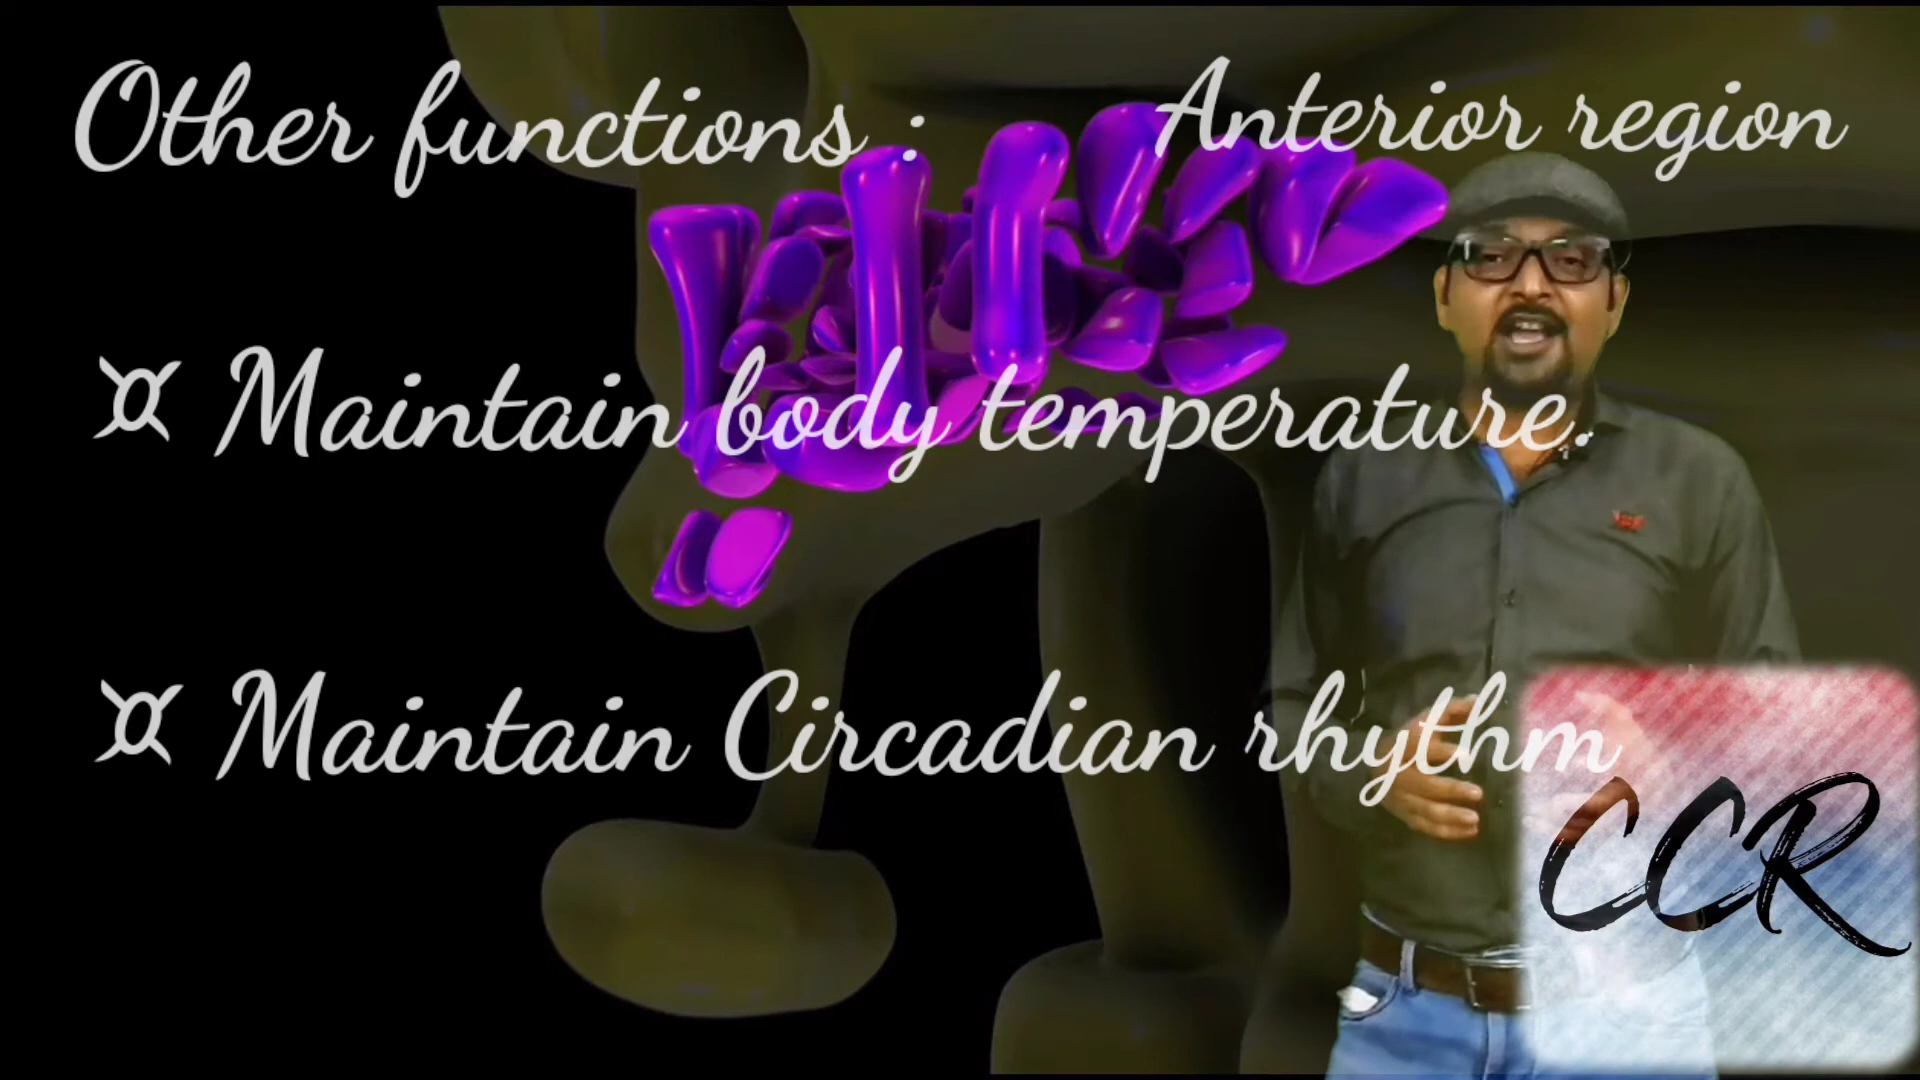 Other functions :
Anterior region
¤ Maintain body temperature.
¤ Maintain Circadian rhythm
CCR